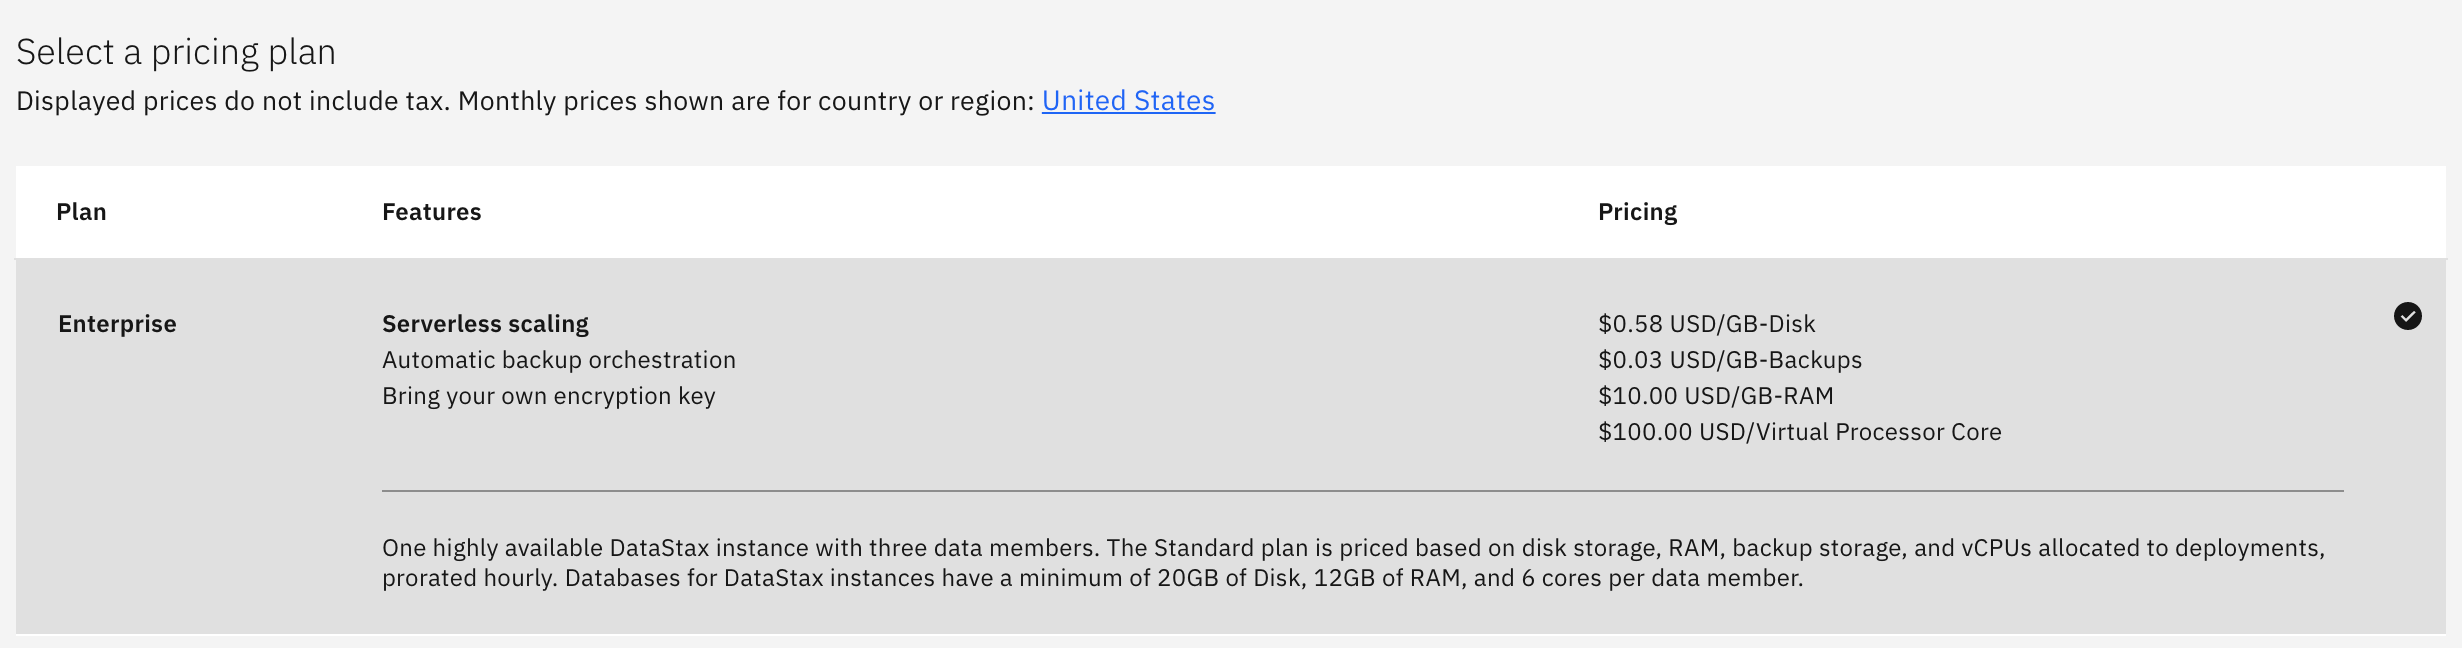 Select a pricing plan
Displayed prices do not include tax. Monthly prices shown are for country or region: United States
Plan Features Pricing
Enterprise Serverless scaling $0.58 USD/GB-Disk
Automatic backup orchestration $0.03 USD/GB-Backups
Bring your own encryption key $10.00 USD/GB-RAM
$100.00 USD/Virtual Processor Core
One highly available DataStax instance with three data members. The Standard plan is priced based on disk storage, RAM, backup storage, and vCPUs allocated to deployments,
prorated hourly. Databases for DataStax instances have a minimum of 20GB of Disk, 12GB of RAM, and 6 cores per data member.